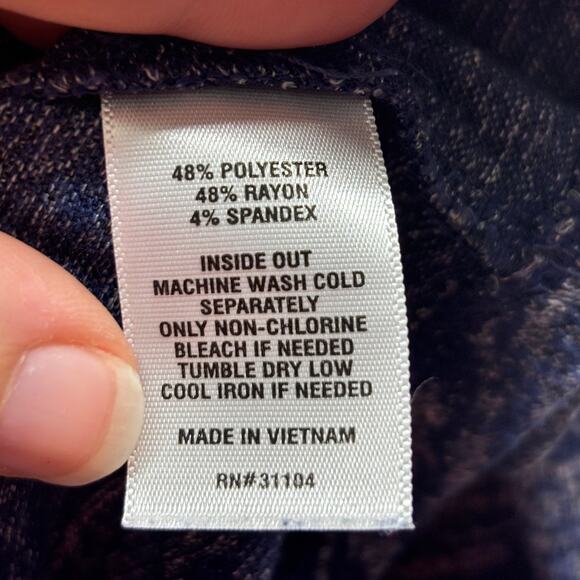 48% POLYESTER
48% RAYON
4% SPANDEX
INSIDE OUT
MACHINE WASH COLD
SEPARATELY
ONLY NON-CHLORINE
BLEACH IF NEEDED
TUMBLE DRY LOW
COOL IRON IF NEEDED
MADE IN VIETNAM
RN#31104